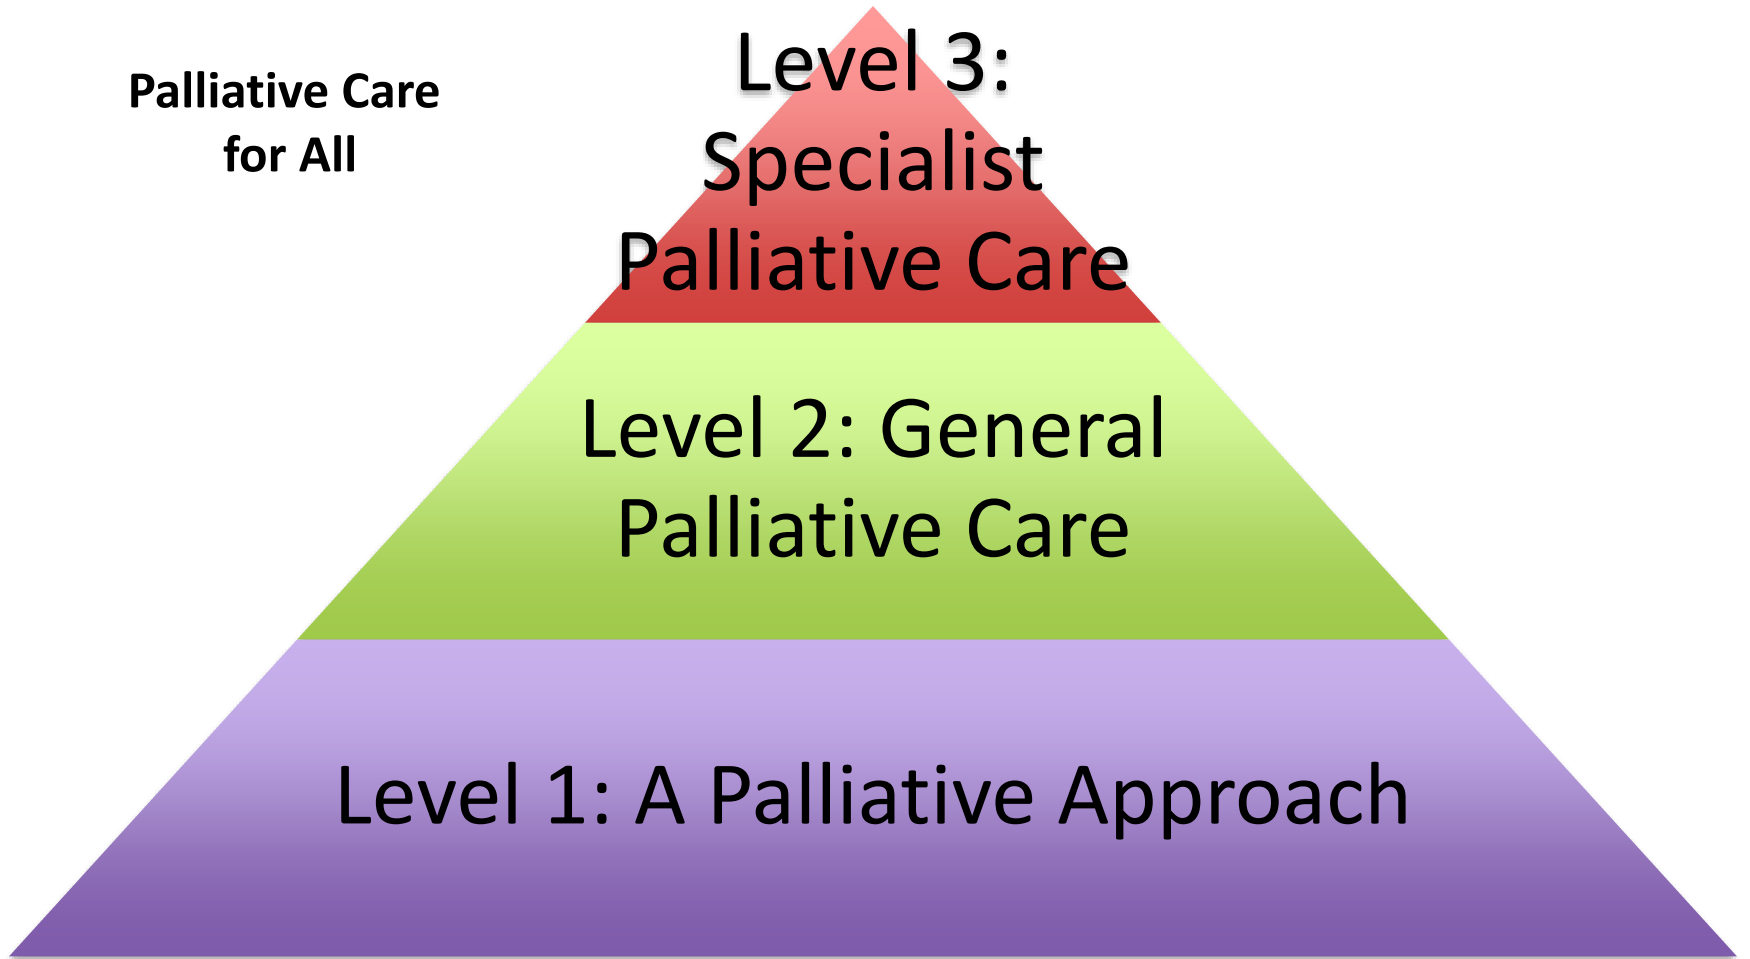 Palliative Care
for All
Level 3:
Specialist
Palliative Care
Level 2: General
Palliative Care
Level 1: A Palliative Approach